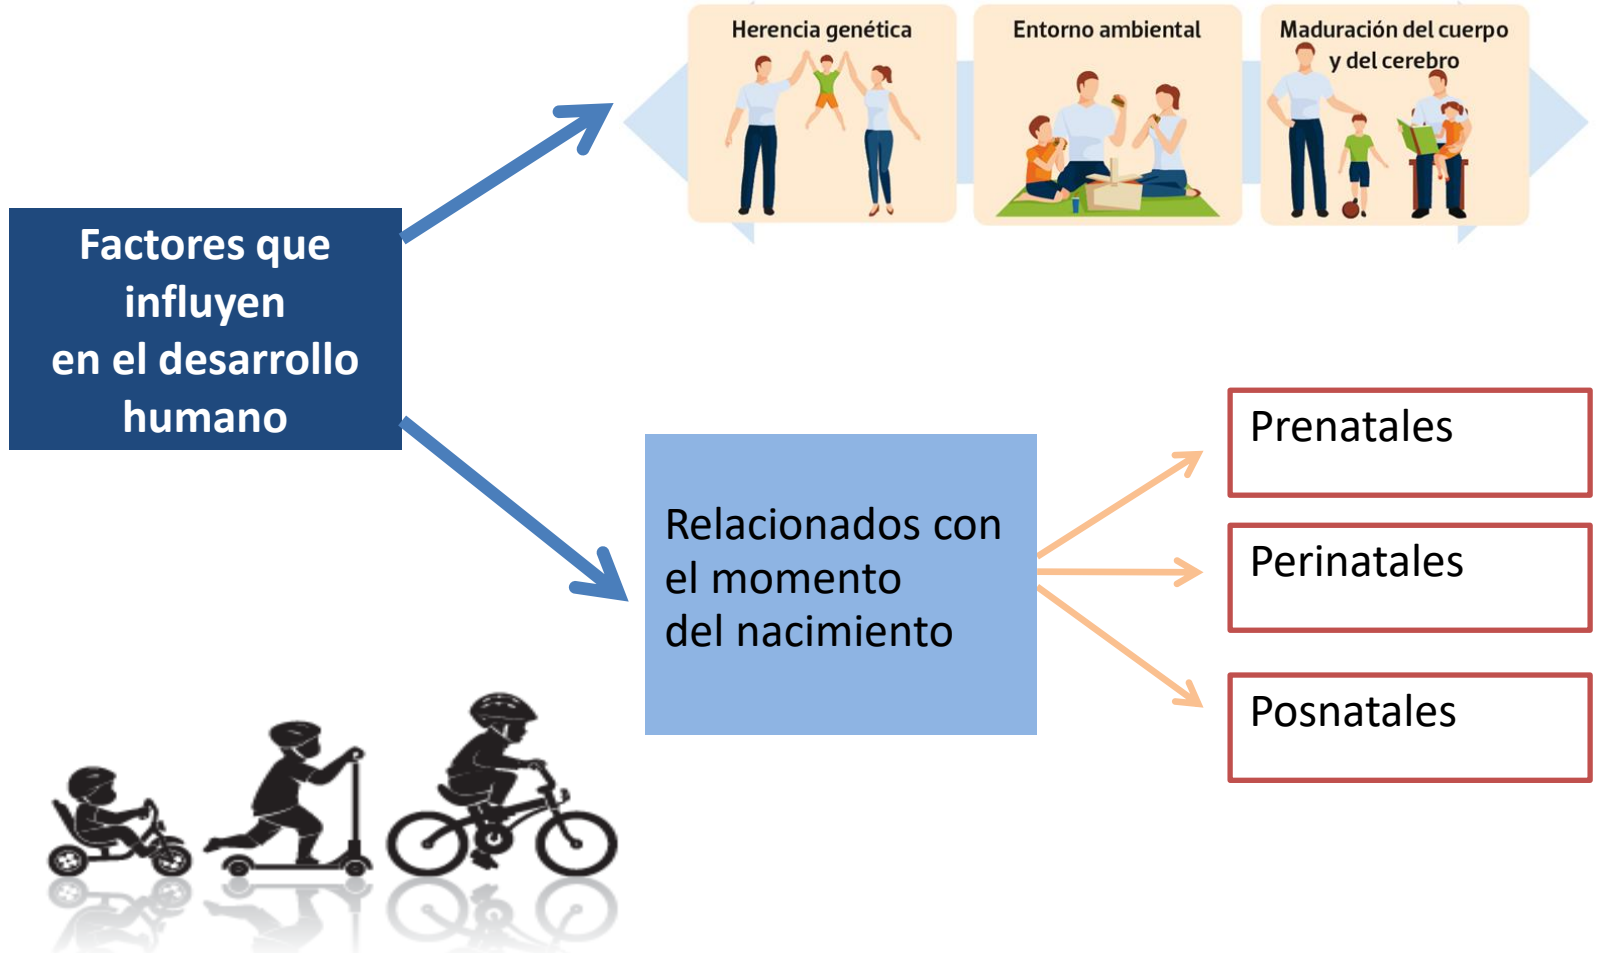 Herencia genética
Entorno ambiental
Maduración del cuerpo
y del cerebro
Factores que
influyen
en el desarrollo
humano
Relacionados con
el momento
del nacimiento
Prenatales
Perinatales
Posnatales